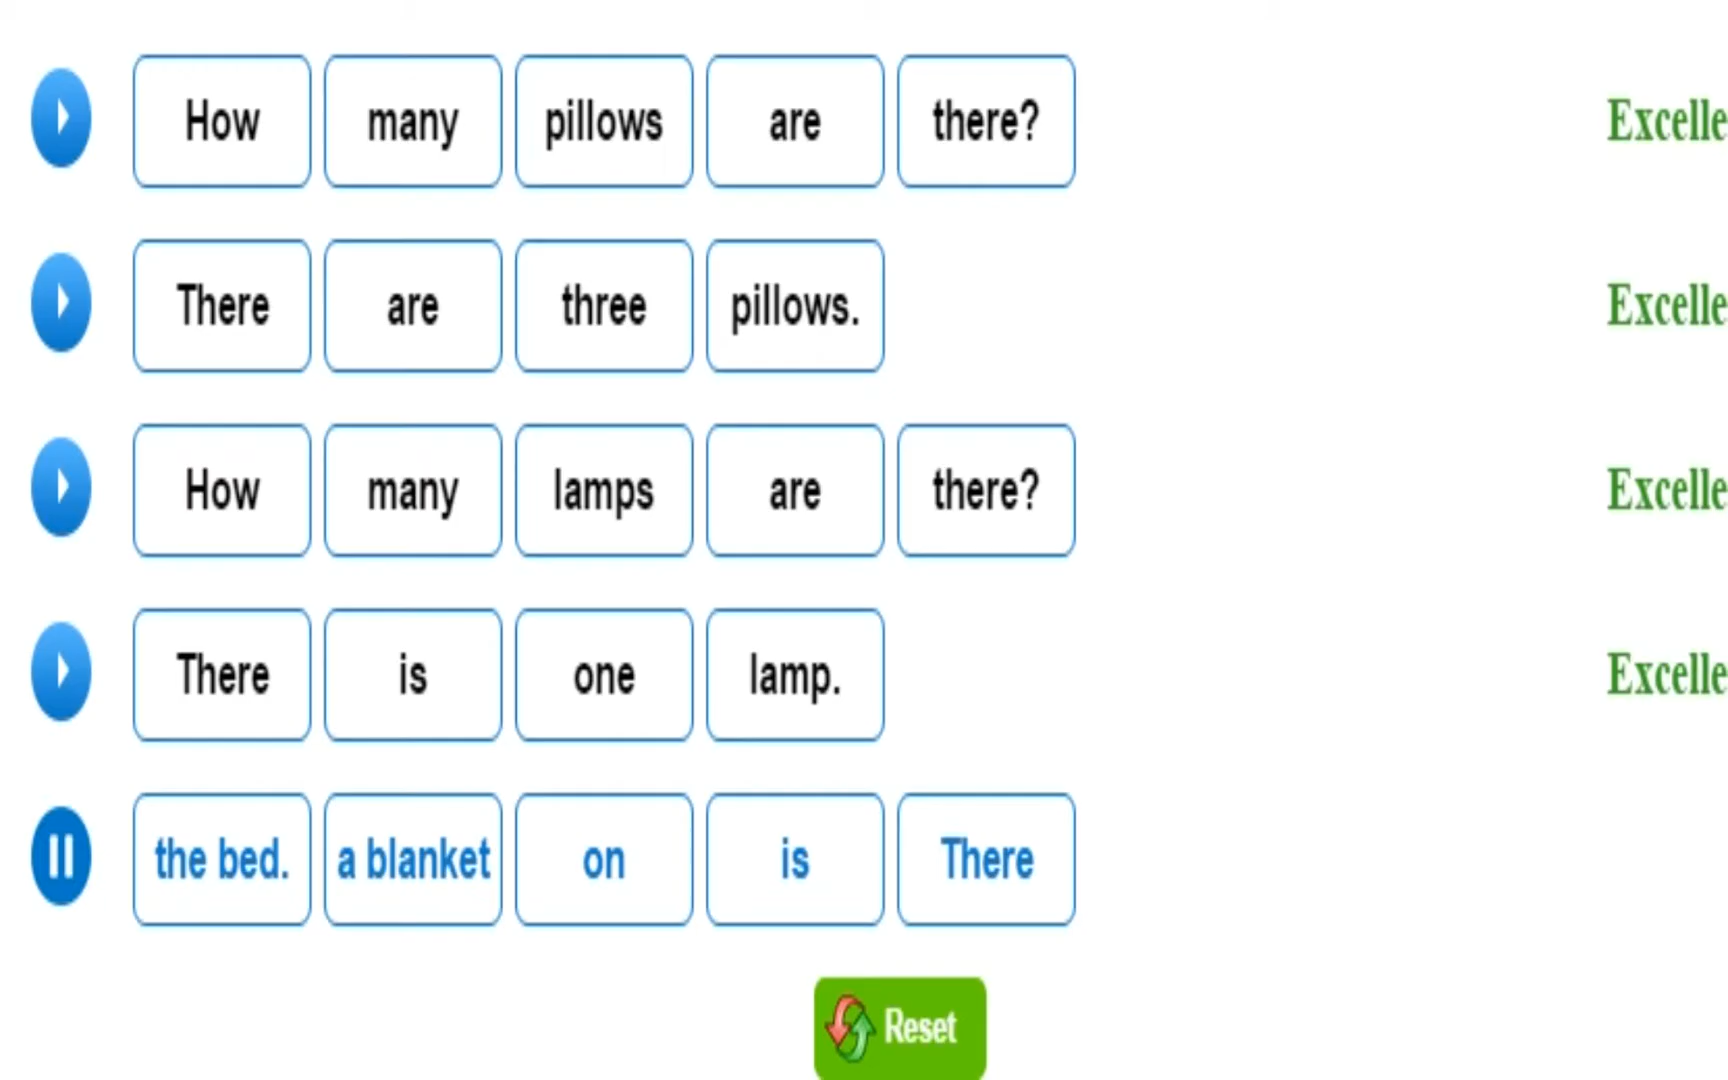 How many pillows are there? Excelle
There are three pillows. Excelle
How many lamps are there? Excelle
There is one lamp. Excelle
the bed. a blanket on is There
Reset